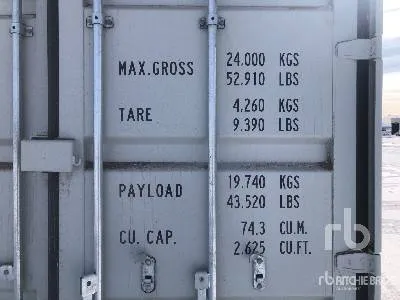 MAX.GROSS 24.000 KGS
52.910 LBS
TARE 4.260 KGS
9.390 LBS
PAYLOAD 19.740 KGS
43.520 LBS
CU. CAP. 74.3 CU.M.
2.625 CU.FT.
rb
RITCHIE BROS